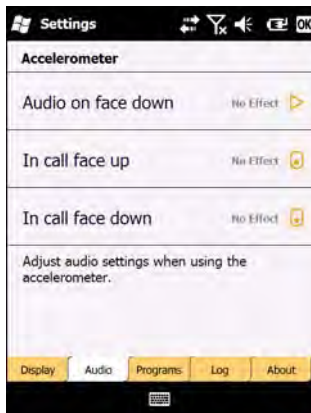 Settings
OK
Accelerometer
Audio on face down No Effect
In call face up No Effect
In call face down No Effect
Adjust audio settings when using the
accelerometer.
Display Audio Programs Log About